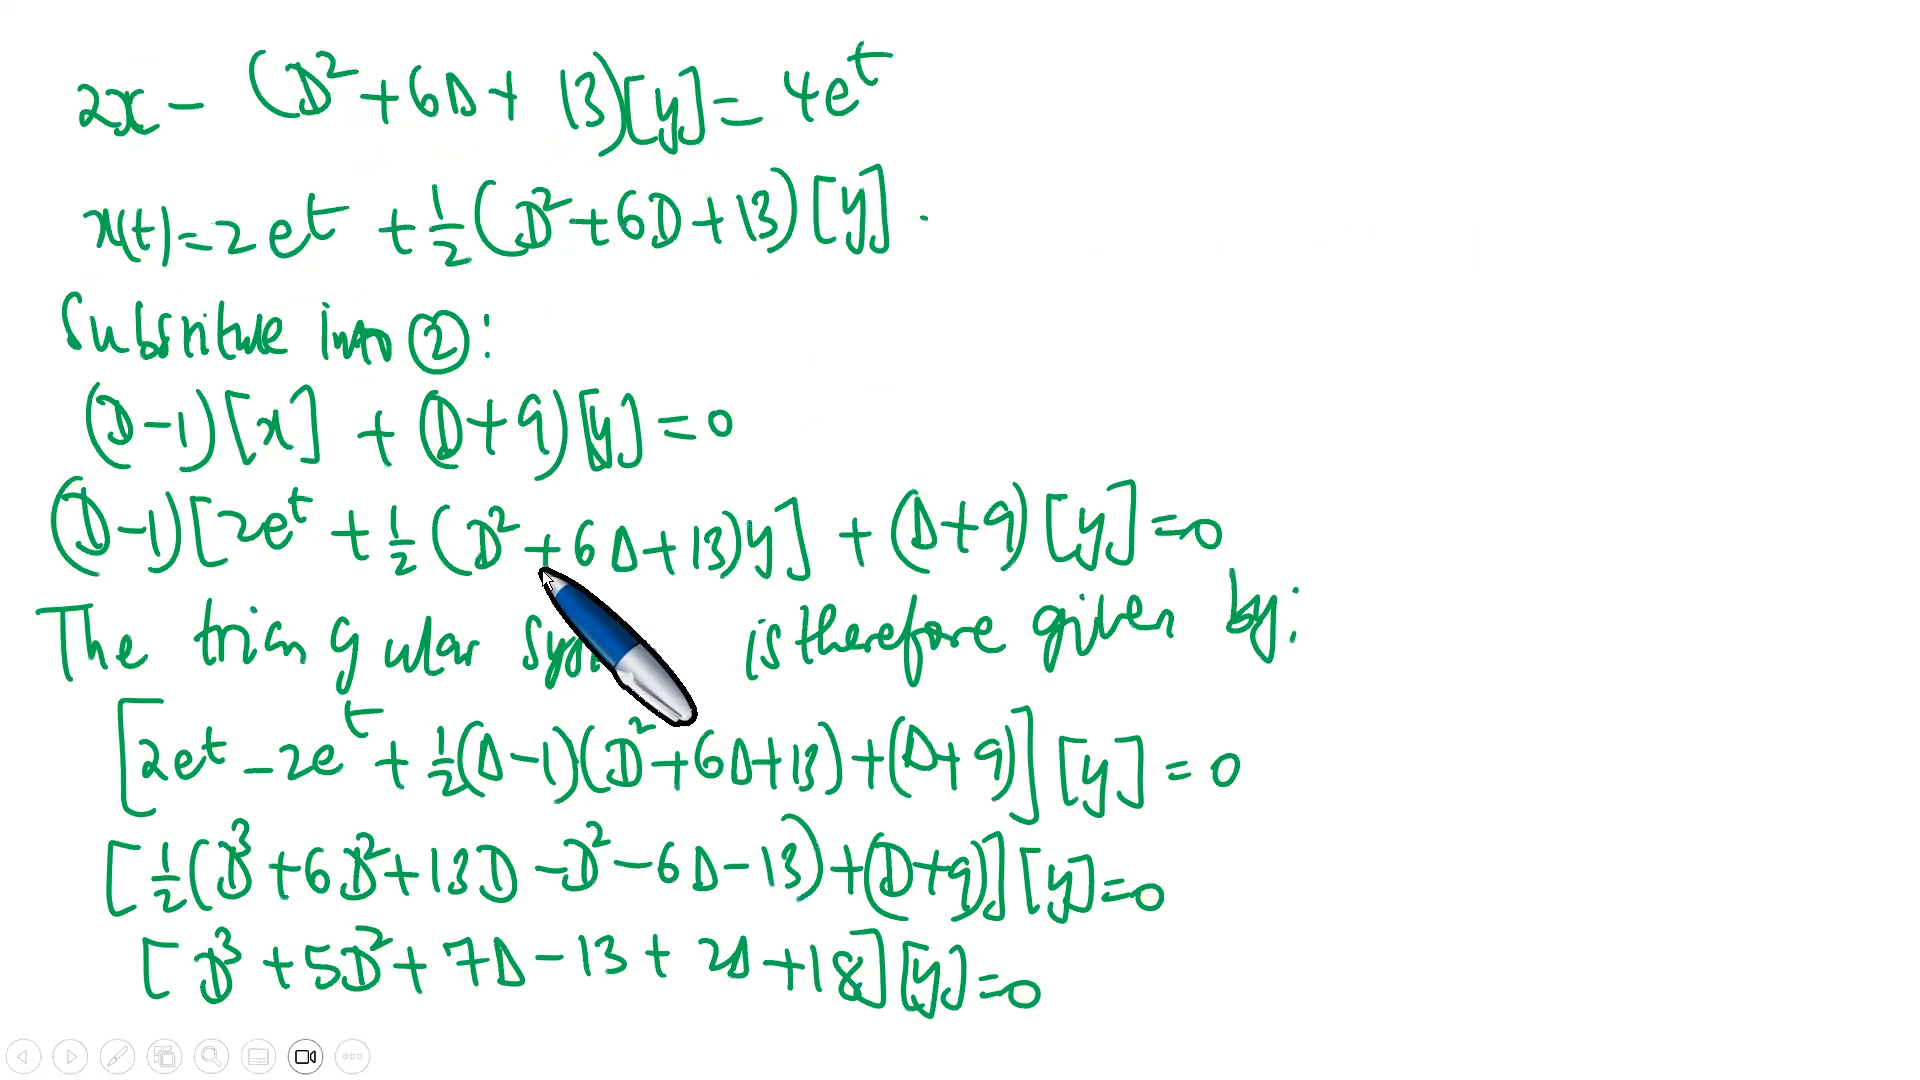 2x - (D²+6D+ 13)[y]= 4eᵗ
x(t)=2eᵗ +½(D²+6D+13)[y].
Substitute into ②:
(D-1)[x] + (D+9)[y]=0
(D-1)[2eᵗ +½(D²+6D+13)y] + (D+9)[y]=0
The triangular is therefore given by:
[2eᵗ-2eᵗ+½(D-1)(D²+6D+13)+(D+9)][y]=0
[½(D³+6D²+13D-D²-6D-13)+(D+9)][y]=0
[D³+5D²+7D-13+2D+18][y]=0